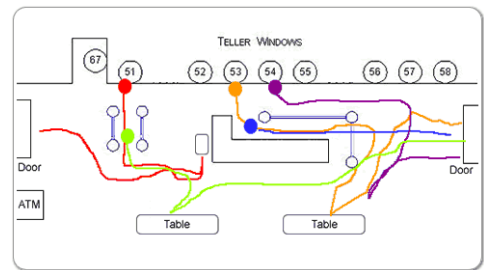 TELLER WINDOWS
67
51
52
53
54
55
56
57
58
Door
Door
ATM
Table
Table